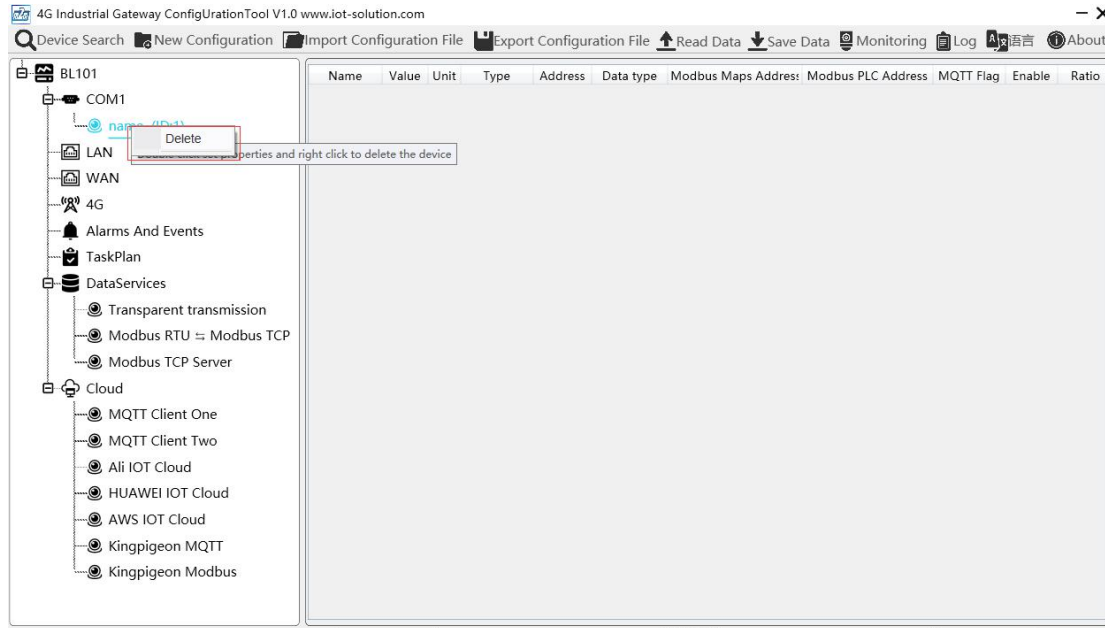 4G Industrial Gateway ConfigUrationTool V1.0 www.iot-solution.com
Device Search New Configuration Import Configuration File Export Configuration File Read Data Save Data Monitoring Log 语言 About
BL101
Name Value Unit Type Address Data type Modbus Maps Address Modbus PLC Address MQTT Flag Enable Ratio
COM1
name (ID:1)
Delete
LAN
properties and right click to delete the device
WAN
4G
Alarms And Events
TaskPlan
DataServices
Transparent transmission
Modbus RTU ⇆ Modbus TCP
Modbus TCP Server
Cloud
MQTT Client One
MQTT Client Two
Ali IOT Cloud
HUAWEI IOT Cloud
AWS IOT Cloud
Kingpigeon MQTT
Kingpigeon Modbus